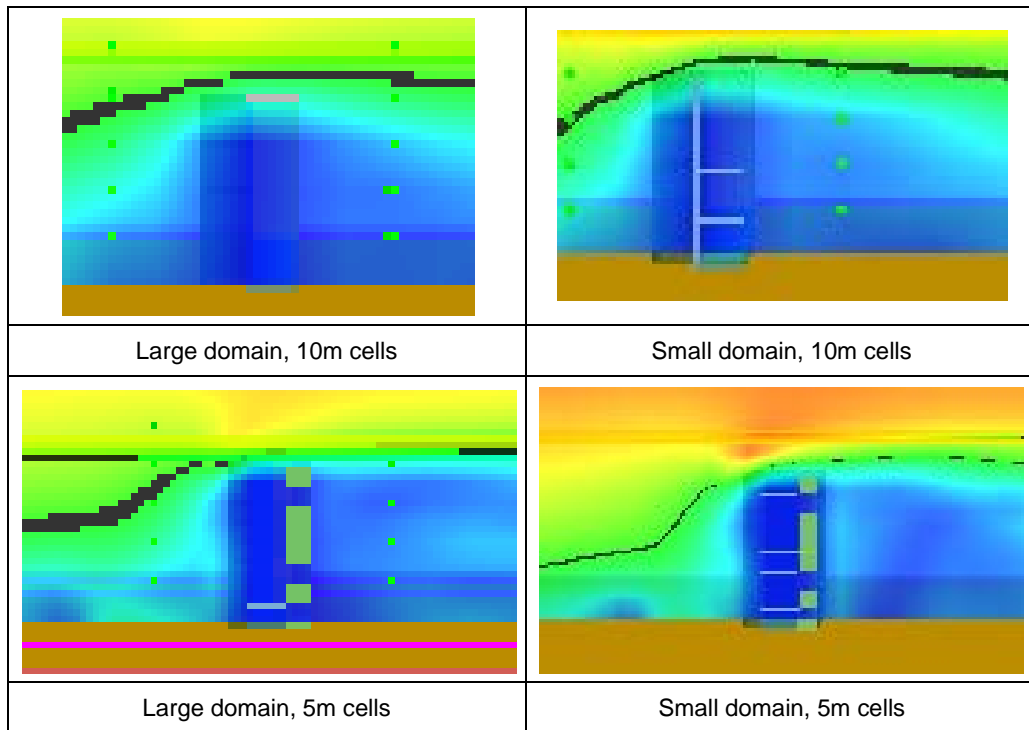 Large domain, 10m cells
Small domain, 10m cells
Large domain, 5m cells
Small domain, 5m cells